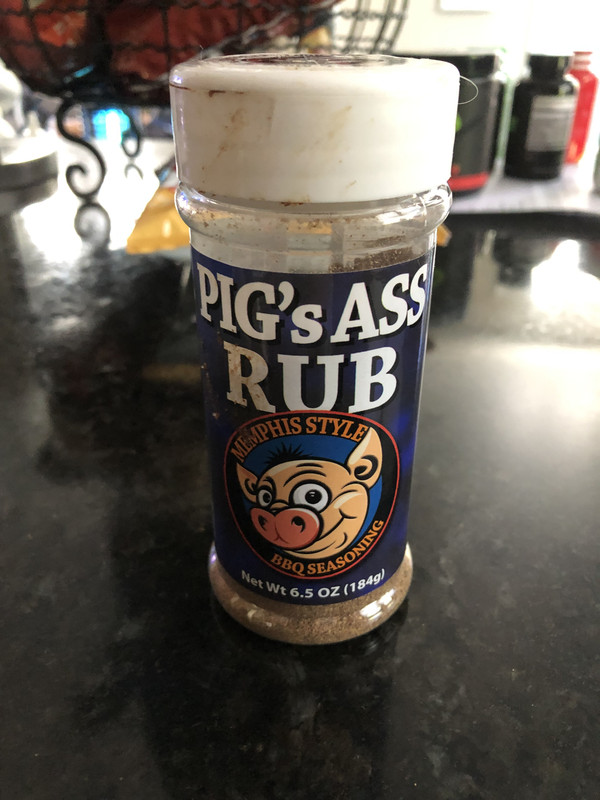 PIG's ASS
RUB
MEMPHIS STYLE
BBQ SEASONING
Net Wt 6.5 OZ (184g)